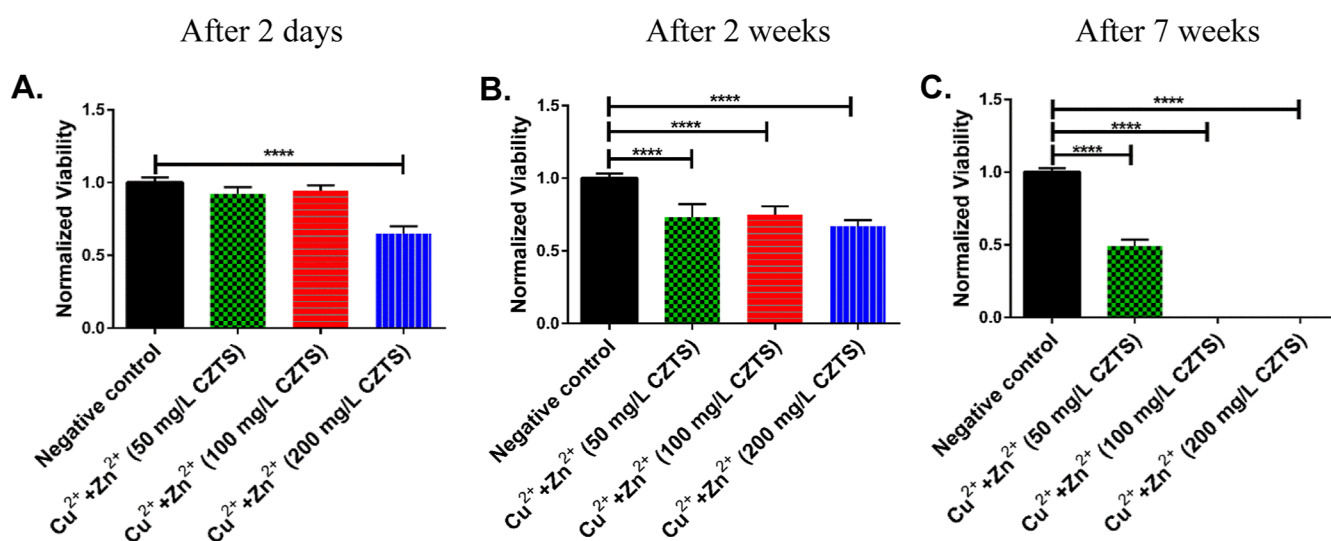 After 2 days
After 2 weeks
After 7 weeks
A.
Normalized Viability
1.5
1.0
0.5
0.0
****
Negative control
Cu²⁺+Zn²⁺ (50 mg/L CZTS)
Cu²⁺+Zn²⁺ (100 mg/L CZTS)
Cu²⁺+Zn²⁺ (200 mg/L CZTS)
B.
Normalized Viability
1.5
1.0
0.5
0.0
****
****
****
Negative control
Cu²⁺+Zn²⁺ (50 mg/L CZTS)
Cu²⁺+Zn²⁺ (100 mg/L CZTS)
Cu²⁺+Zn²⁺ (200 mg/L CZTS)
C.
Normalized Viability
1.5
1.0
0.5
0.0
****
****
****
Negative control
Cu²⁺+Zn²⁺ (50 mg/L CZTS)
Cu²⁺+Zn²⁺ (100 mg/L CZTS)
Cu²⁺+Zn²⁺ (200 mg/L CZTS)